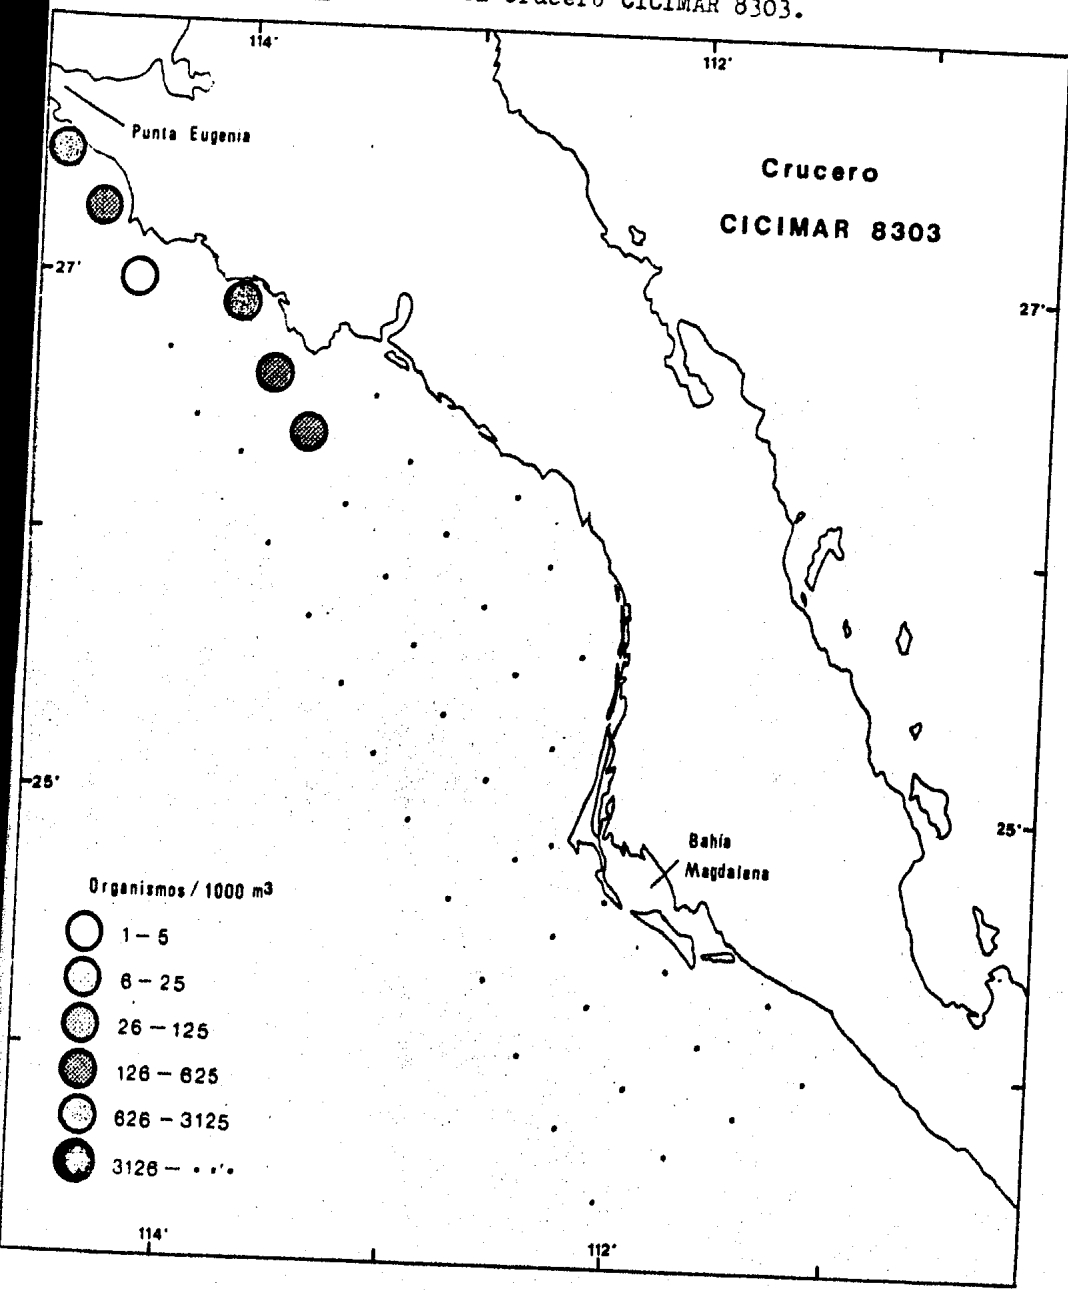 Crucero CICIMAR 8303.
114°
112°
Punta Eugenia
Crucero
CICIMAR 8303
27°
27°
25°
25°
Bahía
Magdalena
Organismos / 1000 m³
1 – 5
6 – 25
26 – 125
126 – 625
626 – 3125
3126 – ...
114°
112°